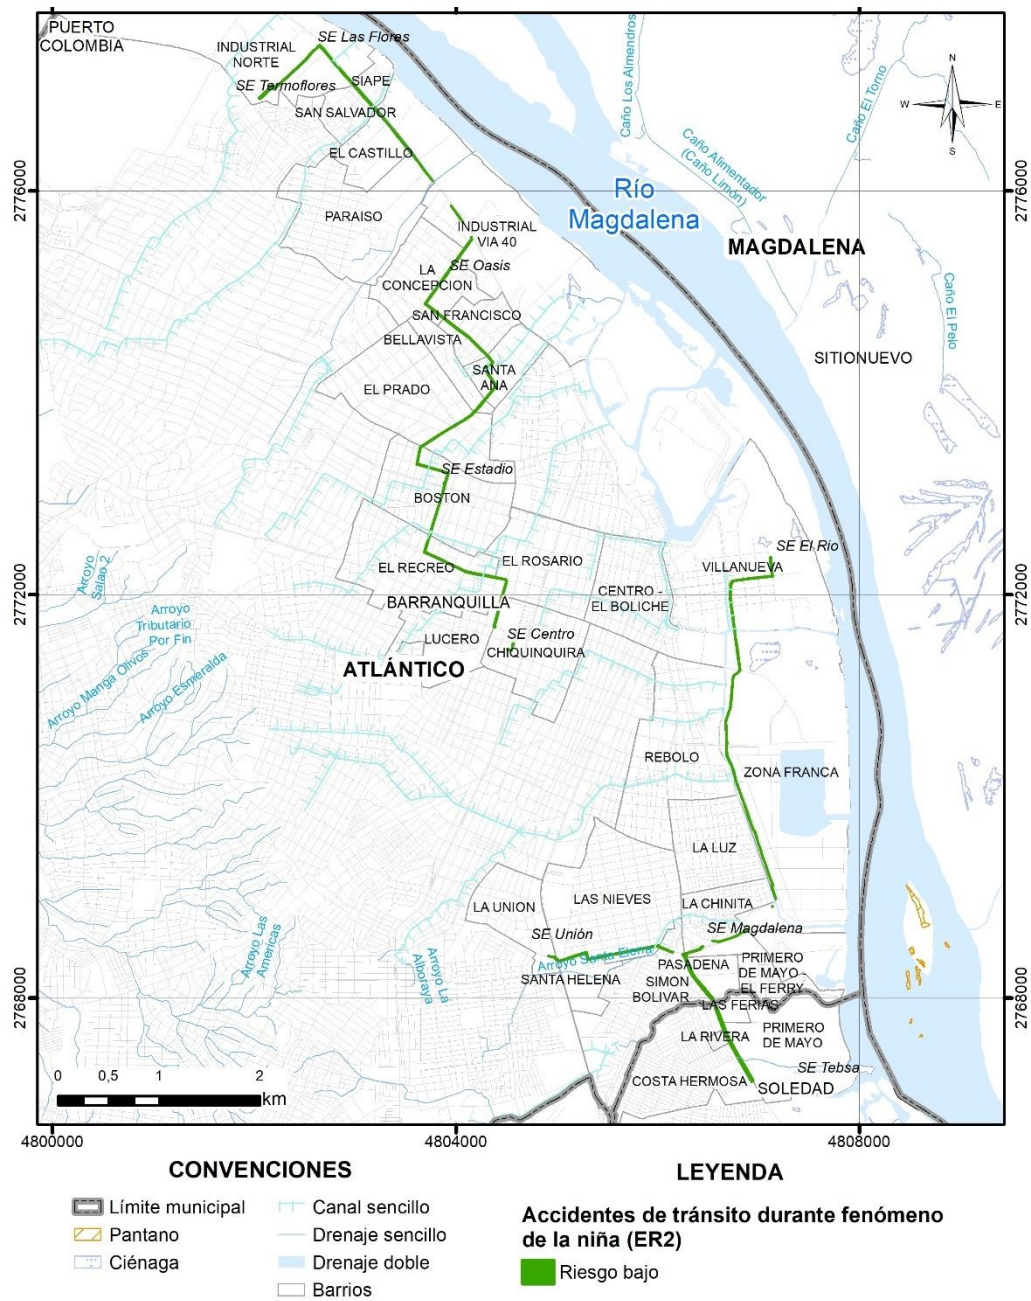 PUERTO
COLOMBIA
INDUSTRIAL
NORTE
SE Las Flores
SE Termoflores
SIAPE
SAN SALVADOR
EL CASTILLO
PARAISO
INDUSTRIAL
VIA 40
LA
CONCEPCION
SE Oasis
SAN FRANCISCO
BELLAVISTA
SANTA
ANA
EL PRADO
SE Estadio
BOSTON
EL RECREO
EL ROSARIO
BARRANQUILLA
LUCERO
SE Centro
CHIQUINQUIRA
ATLÁNTICO
CENTRO -
EL BOLICHE
VILLANUEVA
SE El Rio
REBOLO
ZONA FRANCA
LA LUZ
LA CHINITA
LAS NIEVES
LA UNION
SE Unión
SE Magdalena
Arroyo Santo Elena
SANTA HELENA
PASADENA
SIMON
BOLIVAR
PRIMERO
DE MAYO
EL FERRY
LAS FERIAS
LA RIVERA
PRIMERO
DE MAYO
SE Tebsa
COSTA HERMOSA
SOLEDAD
Río
Magdalena
MAGDALENA
SITIONUEVO
Caño Los Almendros
Caño El Torno
Caño Alimentador
(Caño Limón)
Caño El Pelo
Arroyo
Salao 2
Arroyo
Tributario
Por Fin
Arroyo Manga Olivos
Arroyo Esmeralda
Arroyo Las
Americas
Arroyo La
Alboraya
N
W
E
S
2776000
2776000
2772000
2772000
2768000
2768000
4800000
4804000
4808000
0 0,5 1 2
km
CONVENCIONES
Límite municipal
Pantano
Ciénaga
Canal sencillo
Drenaje sencillo
Drenaje doble
Barrios
LEYENDA
Accidentes de tránsito durante fenómeno
de la niña (ER2)
Riesgo bajo